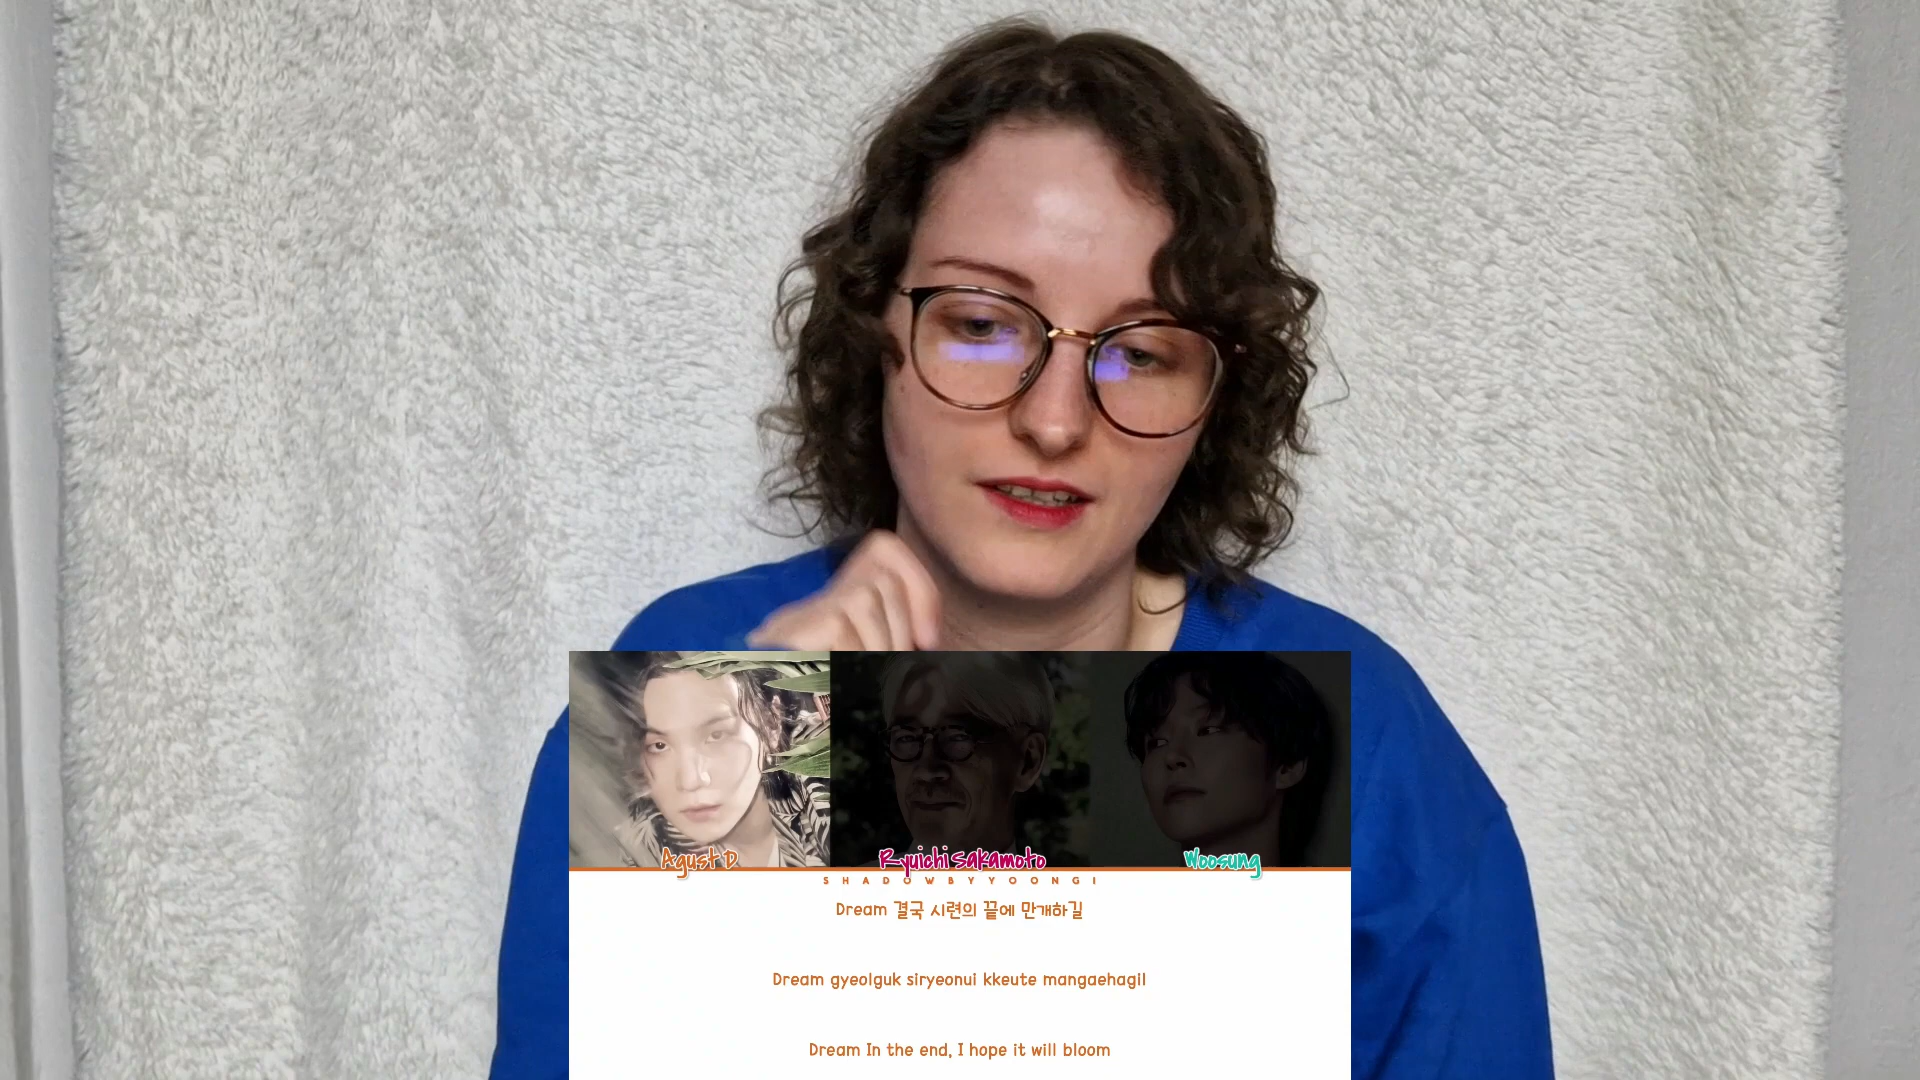 Agust D
Ryuichi Sakamoto
Woosung
SHADOWBYYOONGI
Dream 결국 시련의 끝에 만개하길
Dream gyeolguk siryeonui kkeute mangaehagil
Dream In the end, I hope it will bloom